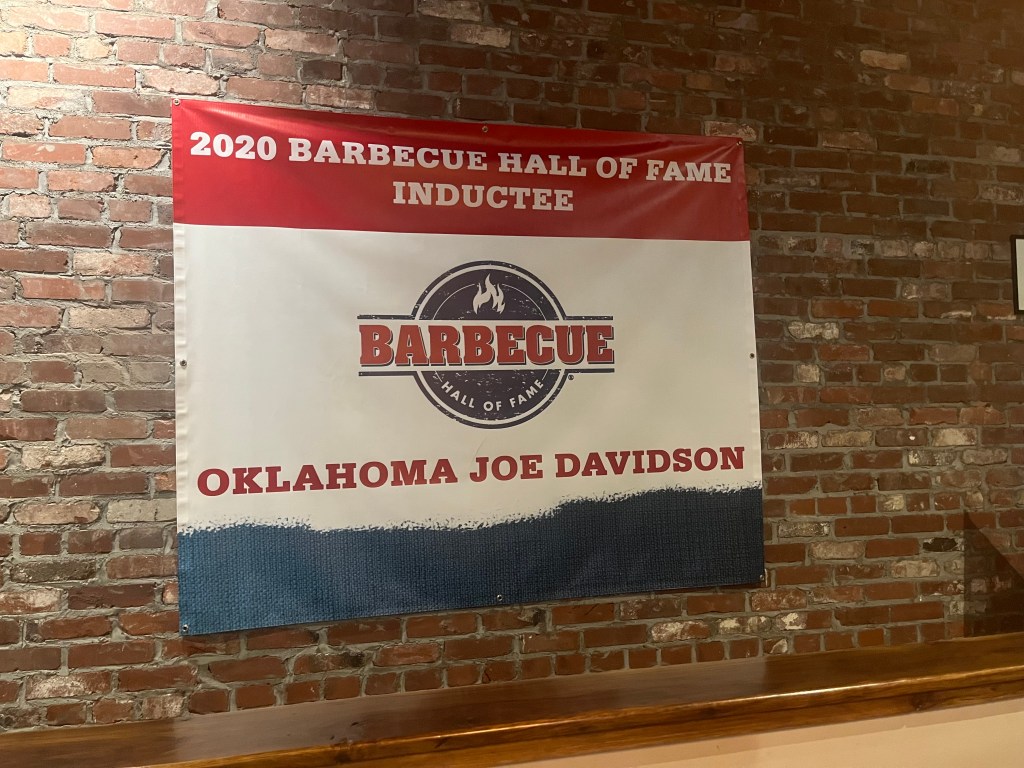 2020 BARBECUE HALL OF FAME
INDUCTEE
BARBECUE
HALL OF FAME
OKLAHOMA JOE DAVIDSON